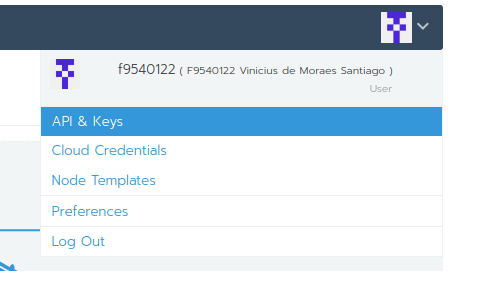 f9540122 ( F9540122 Vinicius de Moraes Santiago )
User
API & Keys
Cloud Credentials
Node Templates
Preferences
Log Out